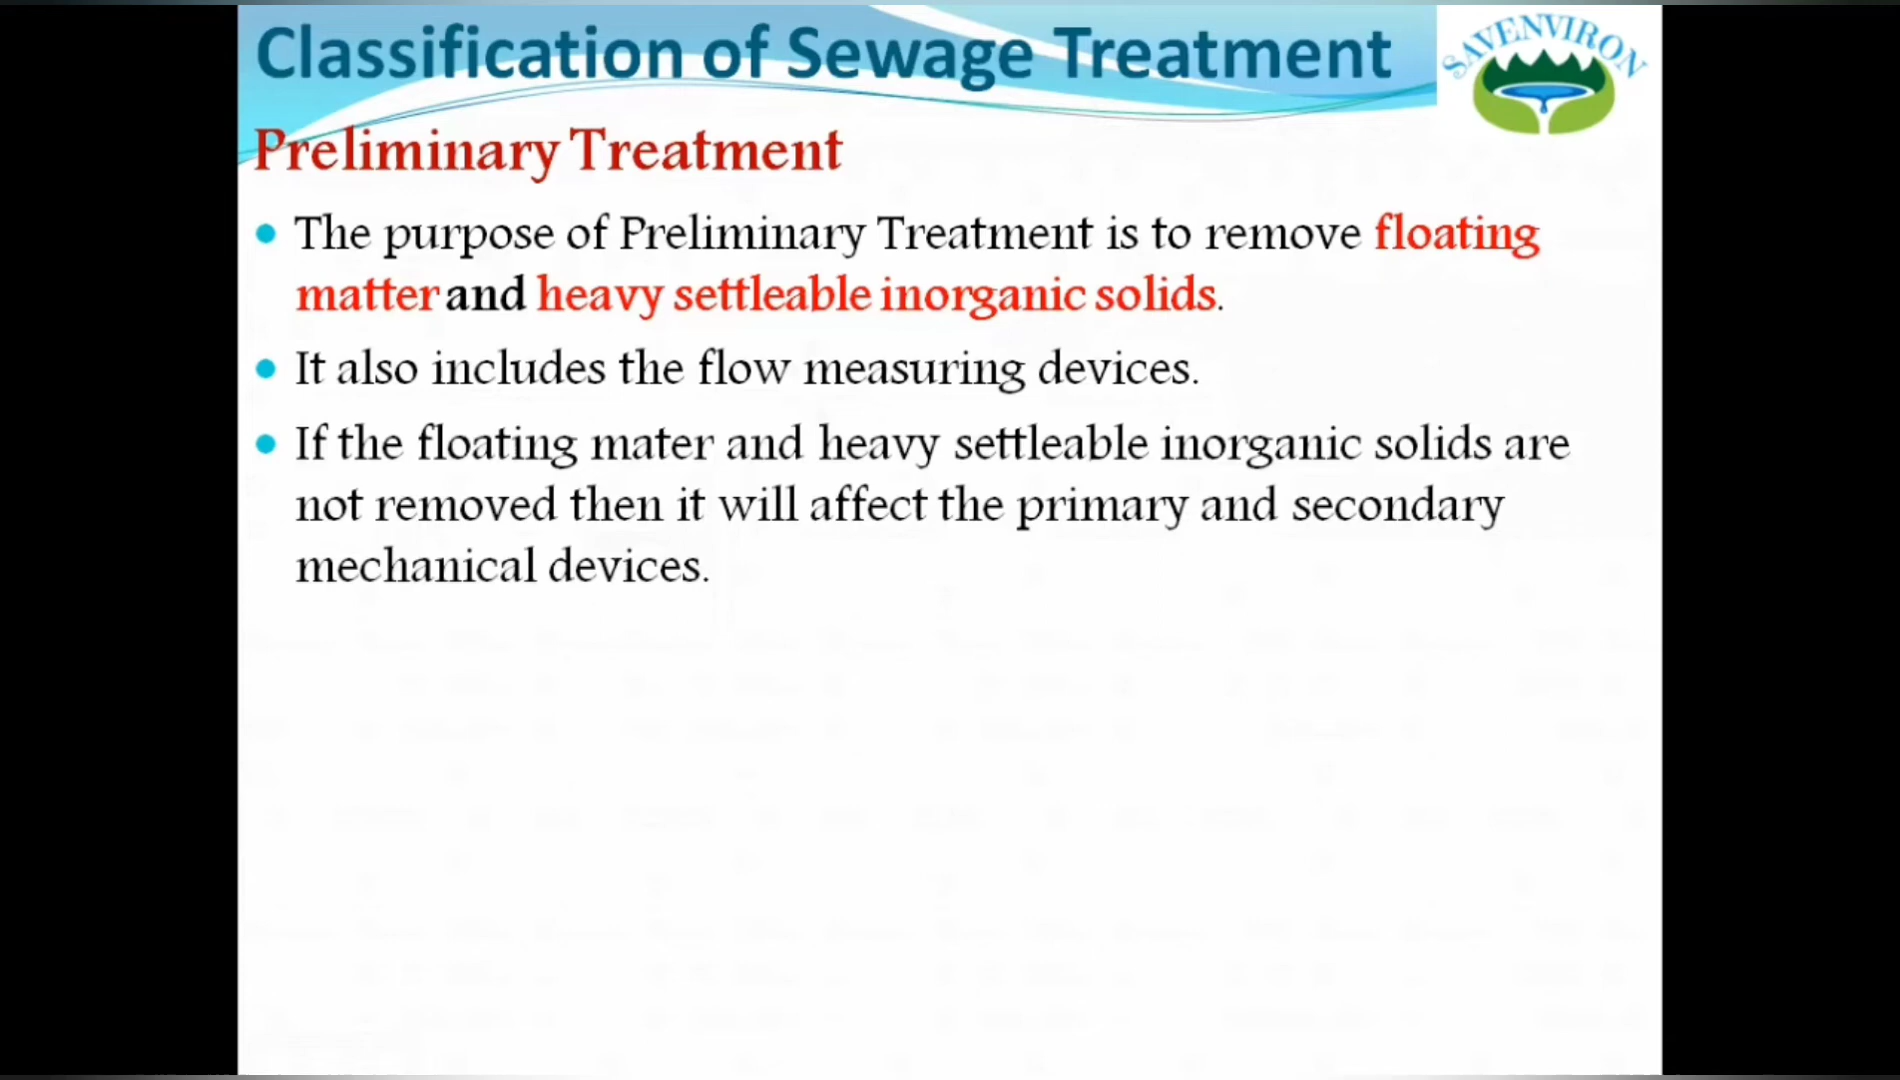 Classification of Sewage Treatment
SAVENVIRON
Preliminary Treatment
• The purpose of Preliminary Treatment is to remove floating
matter and heavy settleable inorganic solids.
• It also includes the flow measuring devices.
• If the floating mater and heavy settleable inorganic solids are
not removed then it will affect the primary and secondary
mechanical devices.